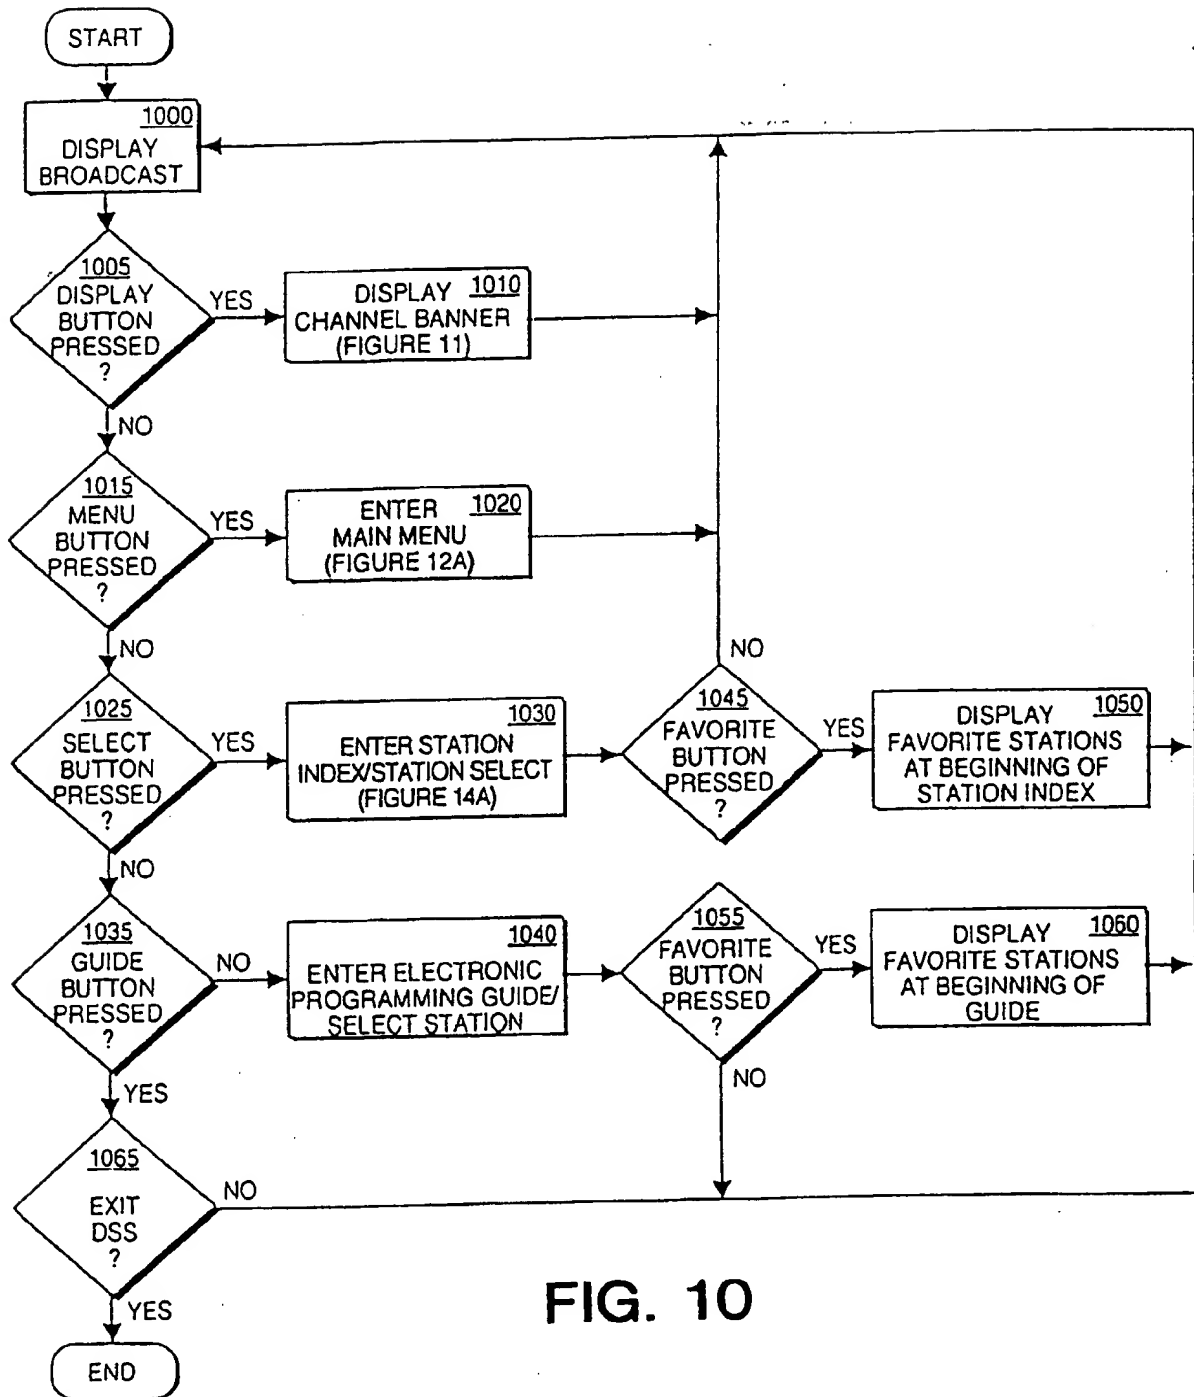 START
1000
DISPLAY
BROADCAST
1005
DISPLAY
BUTTON
PRESSED
?
YES
DISPLAY 1010
CHANNEL BANNER
(FIGURE 11)
NO
1015
MENU
BUTTON
PRESSED
?
YES
ENTER 1020
MAIN MENU
(FIGURE 12A)
NO
1025
SELECT
BUTTON
PRESSED
?
YES
1030
ENTER STATION
INDEX/STATION SELECT
(FIGURE 14A)
NO
1045
FAVORITE
BUTTON
PRESSED
?
YES
1050
DISPLAY
FAVORITE STATIONS
AT BEGINNING OF
STATION INDEX
NO
1035
GUIDE
BUTTON
PRESSED
?
NO
1040
ENTER ELECTRONIC
PROGRAMMING GUIDE/
SELECT STATION
1055
FAVORITE
BUTTON
PRESSED
?
YES
DISPLAY 1060
FAVORITE STATIONS
AT BEGINNING OF
GUIDE
NO
YES
1065
EXIT
DSS
?
NO
YES
END
FIG. 10